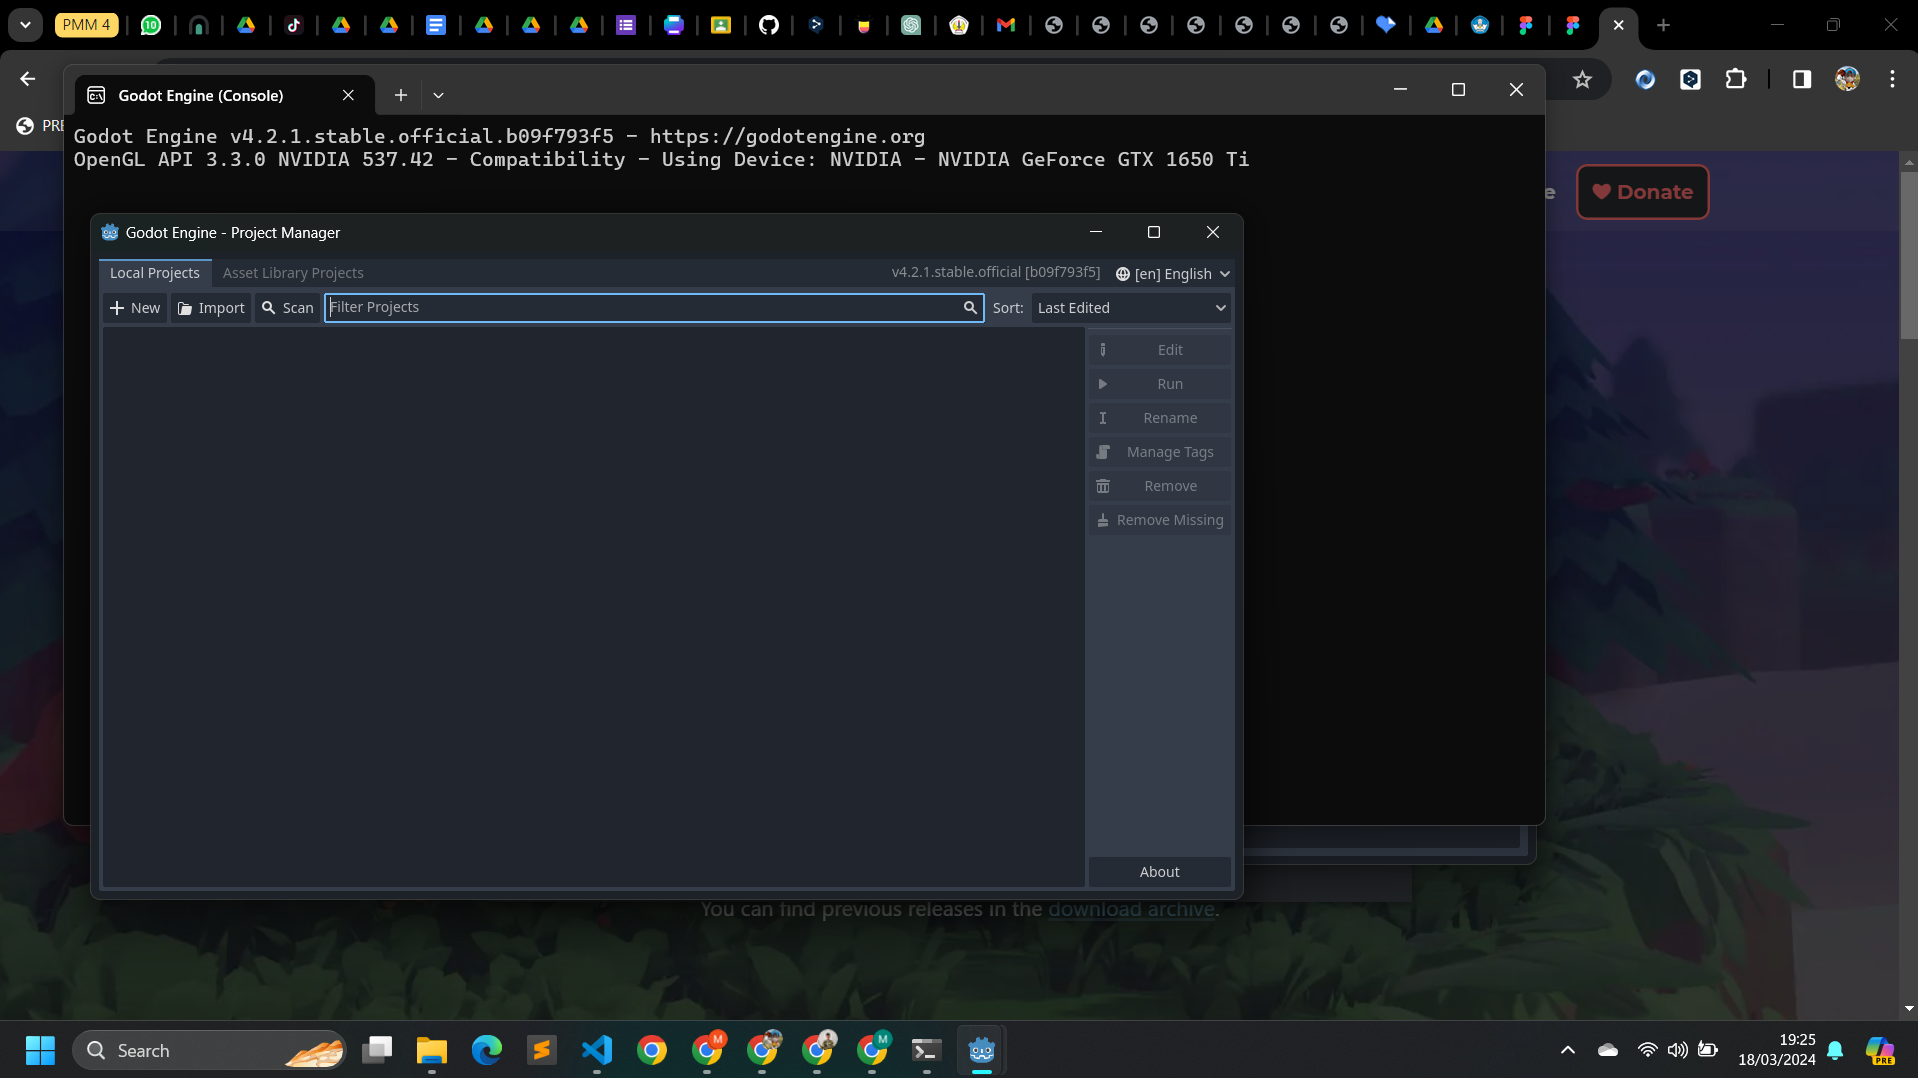 PMM 4
10
Godot Engine (Console)
PRE
Godot Engine v4.2.1.stable.official.b09f793f5 - https://godotengine.org
OpenGL API 3.3.0 NVIDIA 537.42 - Compatibility - Using Device: NVIDIA - NVIDIA GeForce GTX 1650 Ti
e
Donate
Godot Engine - Project Manager
Local Projects
Asset Library Projects
v4.2.1.stable.official [b09f793f5]
[en] English
New
Import
Scan
Filter Projects
Sort:
Last Edited
Edit
Run
Rename
Manage Tags
Remove
Remove Missing
About
You can find previous releases in the download archive.
Search
M
M
19:25
18/03/2024
PRE